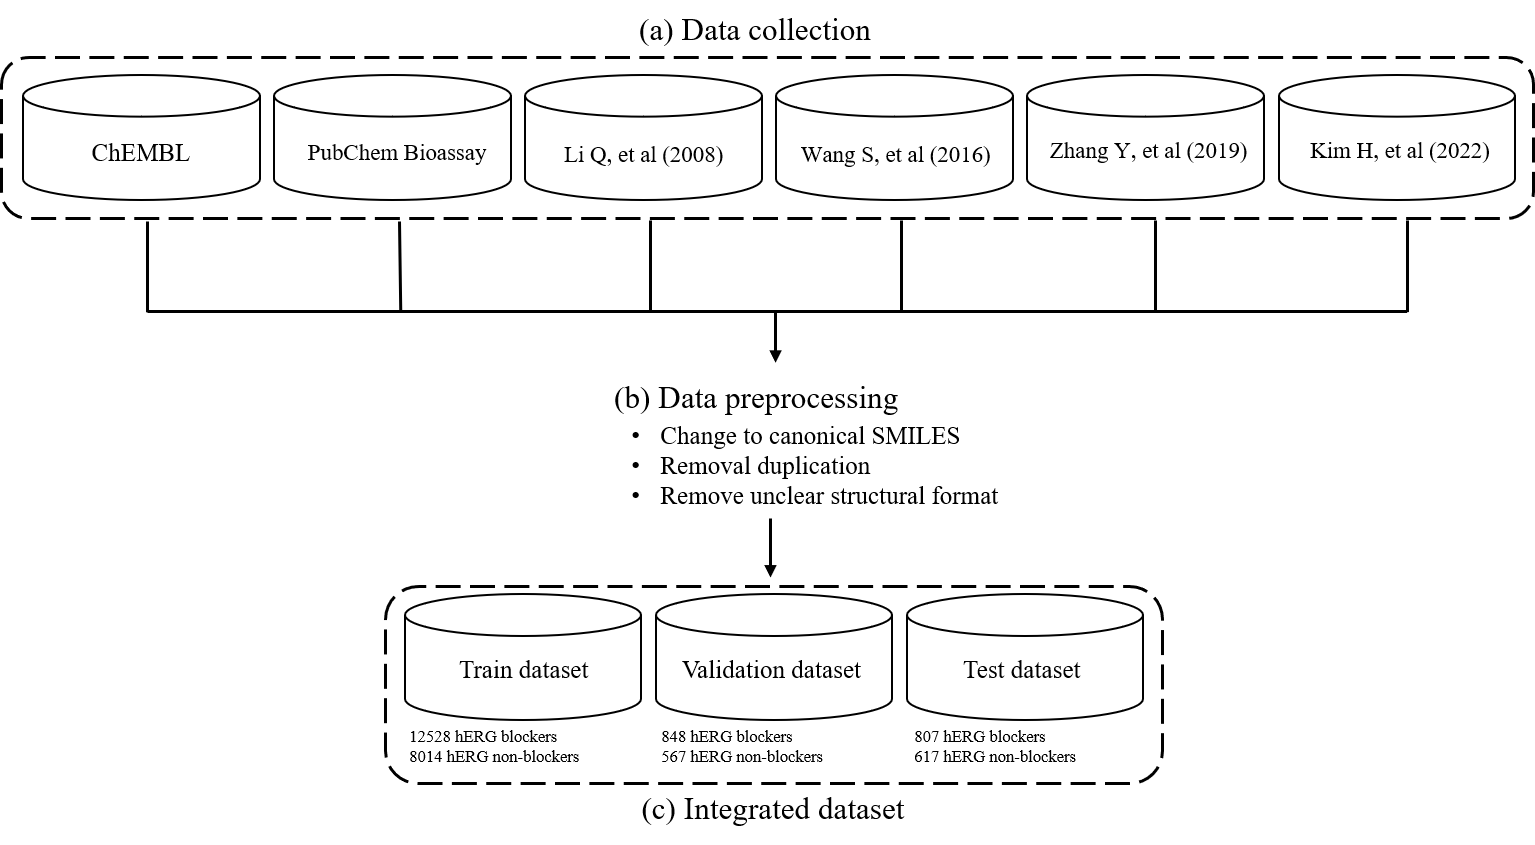 (a) Data collection
ChEMBL
PubChem Bioassay
Li Q, et al (2008)
Wang S, et al (2016)
Zhang Y, et al (2019)
Kim H, et al (2022)
(b) Data preprocessing
• Change to canonical SMILES
• Removal duplication
• Remove unclear structural format
Train dataset
Validation dataset
Test dataset
12528 hERG blockers
8014 hERG non-blockers
848 hERG blockers
567 hERG non-blockers
807 hERG blockers
617 hERG non-blockers
(c) Integrated dataset